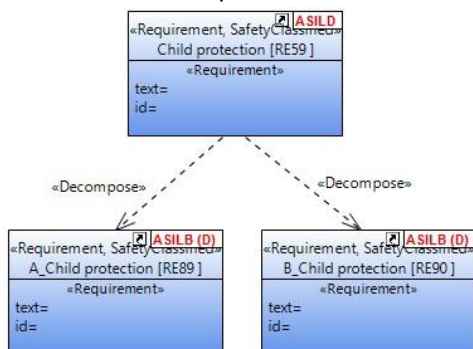 ASILD
«Requirement, SafetyClassified»
Child protection [RE59]
«Requirement»
text=
id=
«Decompose»
«Decompose»
ASILB (D)
«Requirement, SafetyClassified»
A_Child protection [RE89 ]
«Requirement»
text=
id=
ASILB (D)
«Requirement, SafetyClassified»
B_Child protection [RE90 ]
«Requirement»
text=
id=